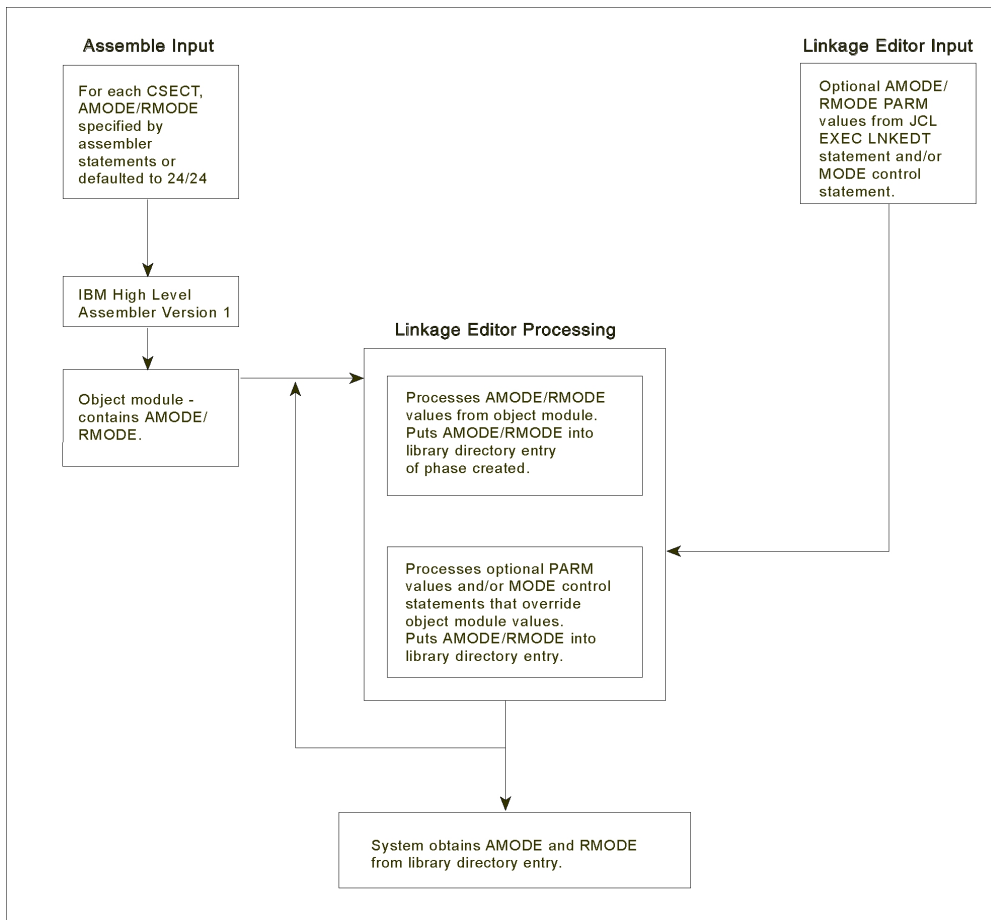 Assemble Input
For each CSECT,
AMODE/RMODE
specified by
assembler
statements or
defaulted to 24/24
IBM High Level
Assembler Version 1
Object module -
contains AMODE/
RMODE.
Linkage Editor Input
Optional AMODE/
RMODE PARM
values from JCL
EXEC LNKEDT
statement and/or
MODE control
statement.
Linkage Editor Processing
Processes AMODE/RMODE
values from object module.
Puts AMODE/RMODE into
library directory entry
of phase created.
Processes optional PARM
values and/or MODE control
statements that override
object module values.
Puts AMODE/RMODE into
library directory entry.
System obtains AMODE and RMODE
from library directory entry.